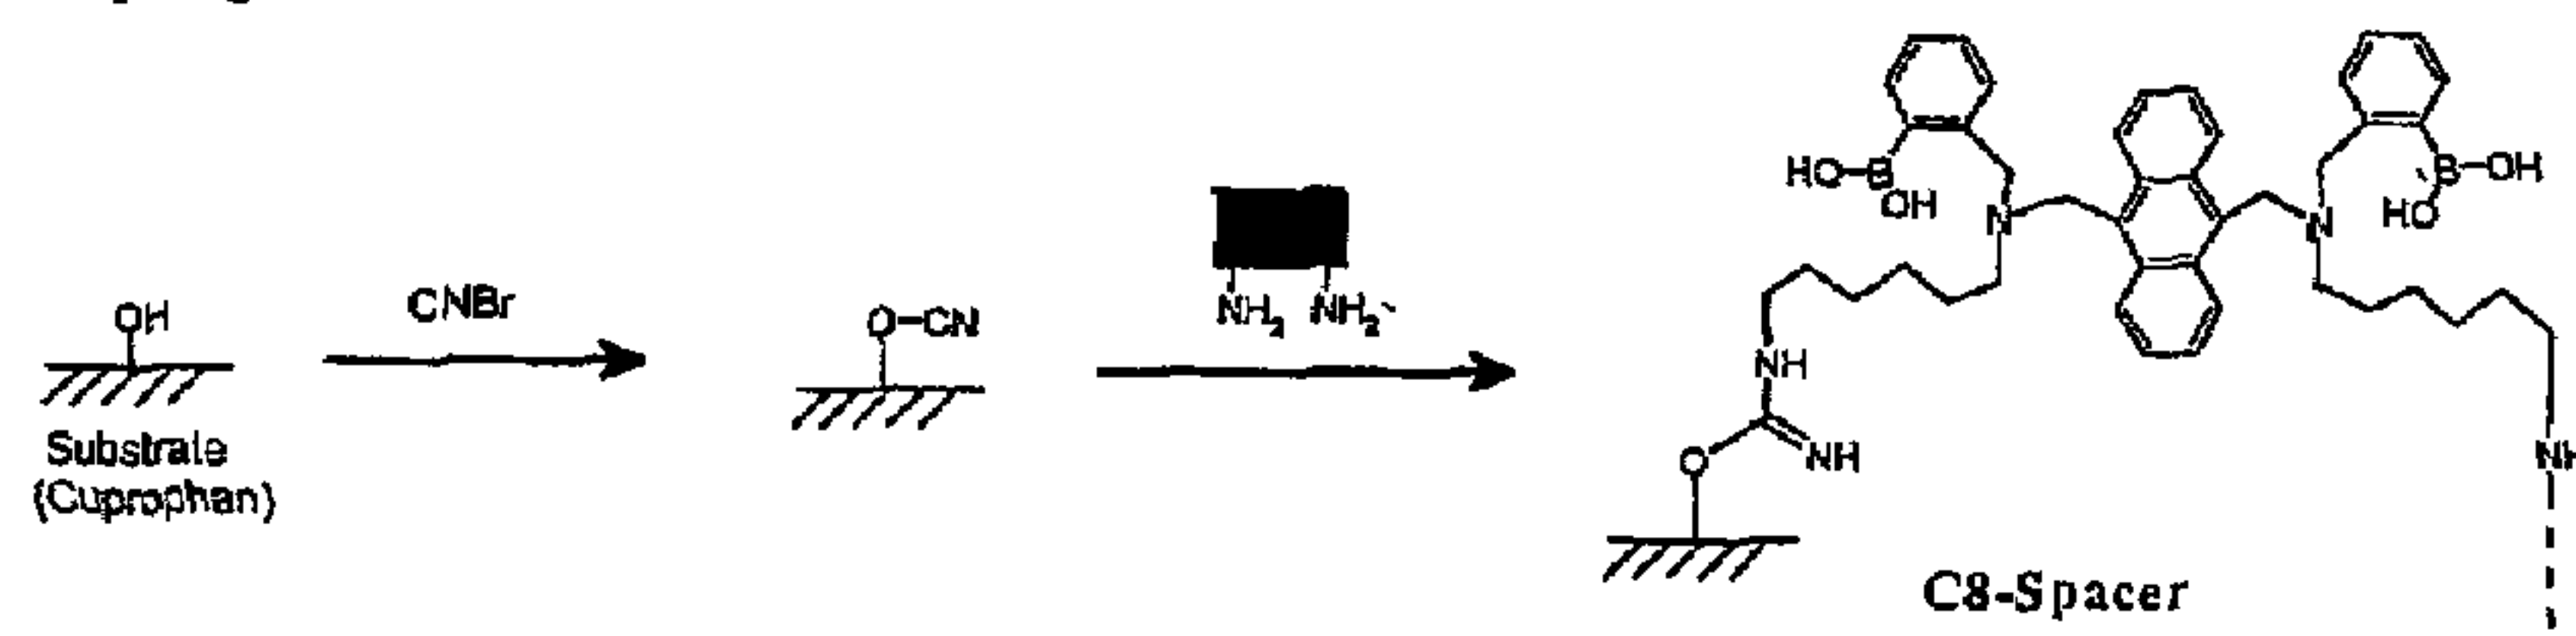 OH
Substrate
(Cuprophan)
CNBr
O-CN
NH2 NH2
HO-B
OH
N
N
B-OH
HO
NH
O
NH
NH
C8-Spacer